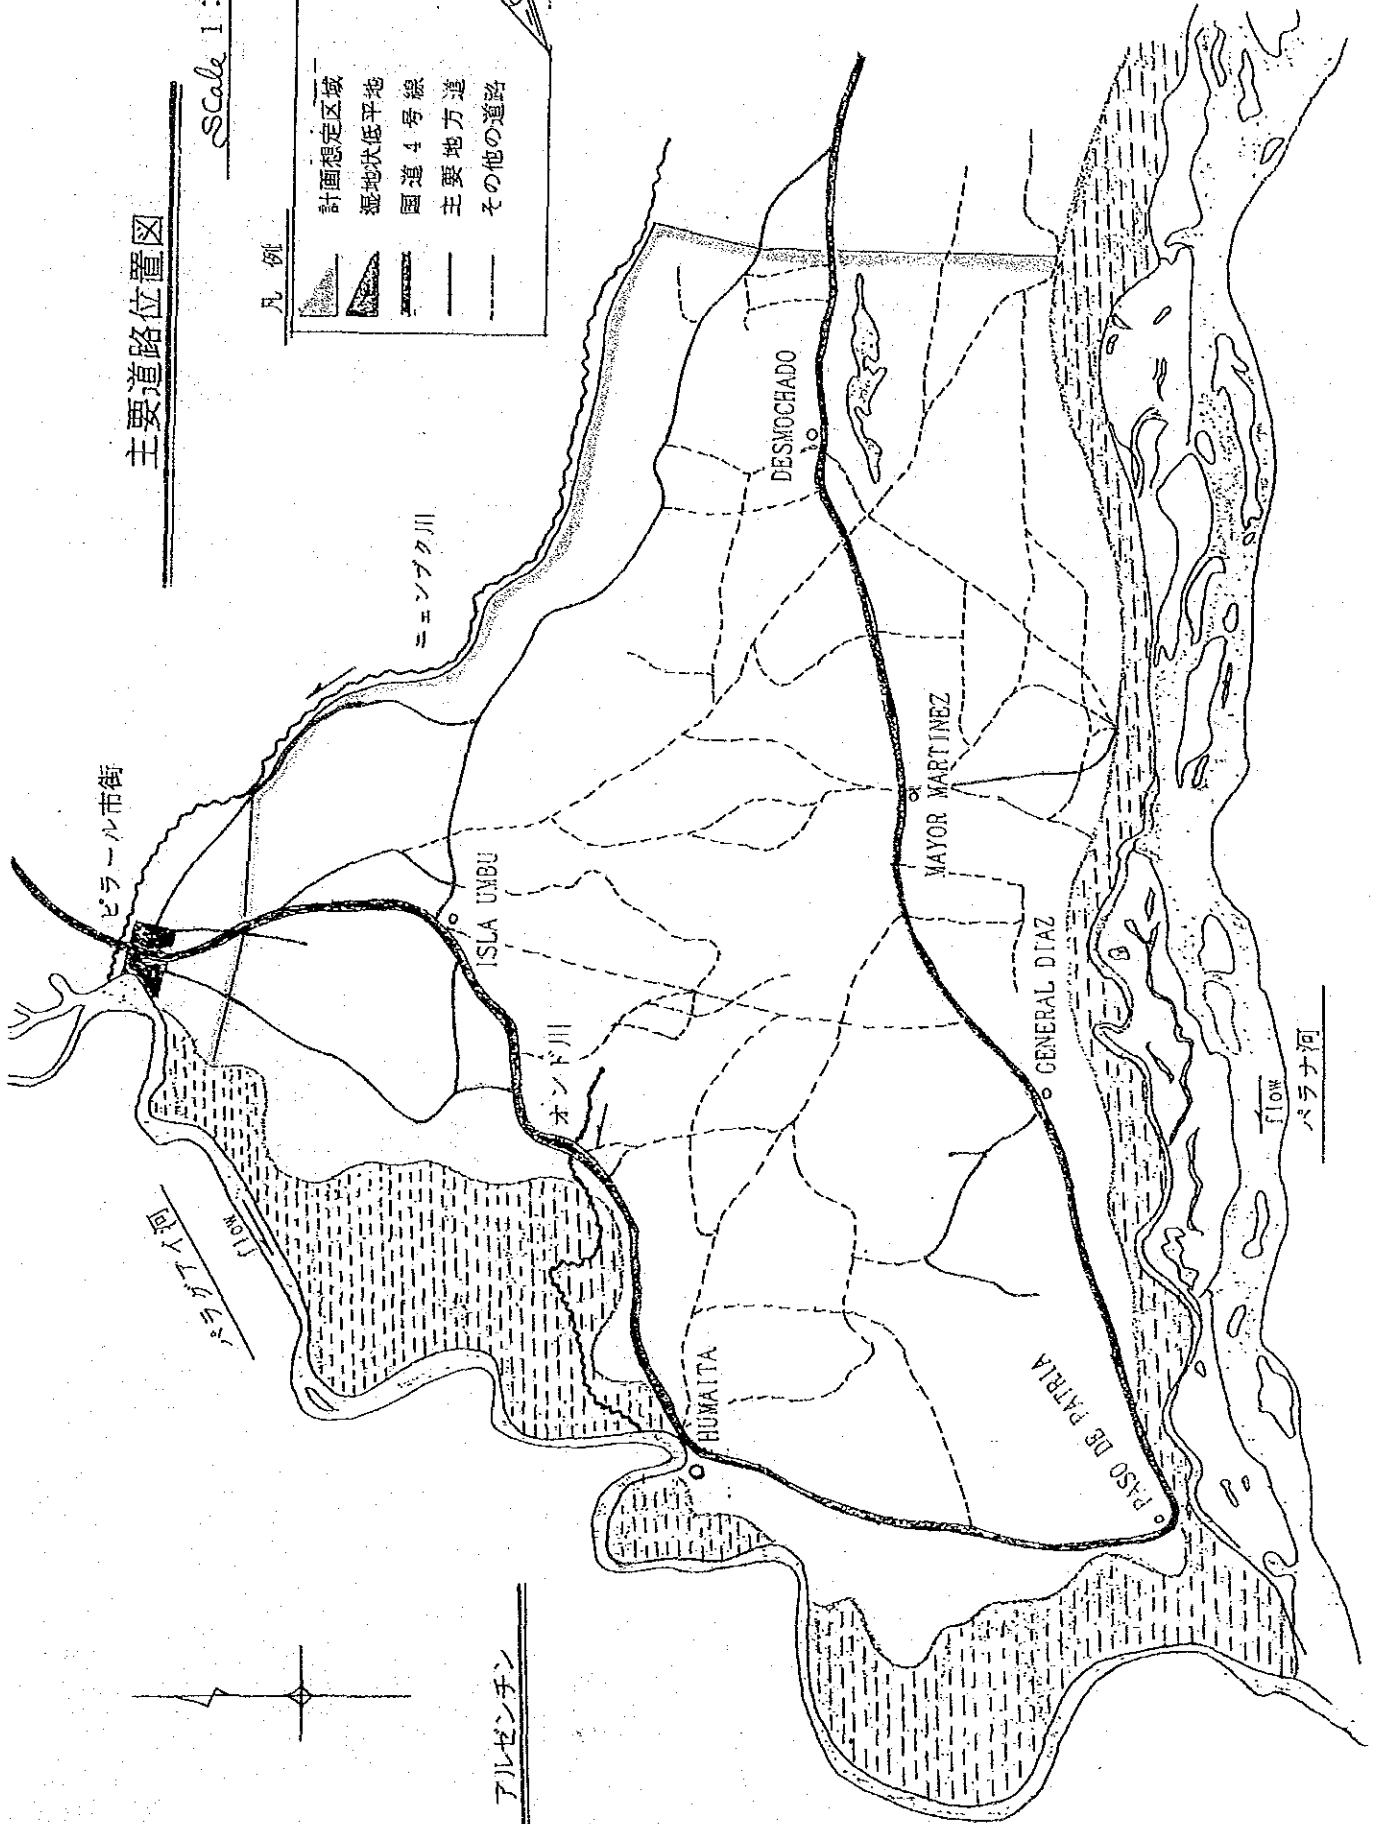 主要道路位置図
Scale 1:
凡 例
計画想定区域
湿地状低平地
国道4号線
主要地方道
その他の道路
ピラール市街
ニェンブク川
パラグアイ河
flow
ISLA UMBU
オンド川
DESMOCHADO
HUMAITA
MAYOR MARTINEZ
GENERAL DIAZ
PASO DE PATRIA
アルゼンチン
flow
パラナ河